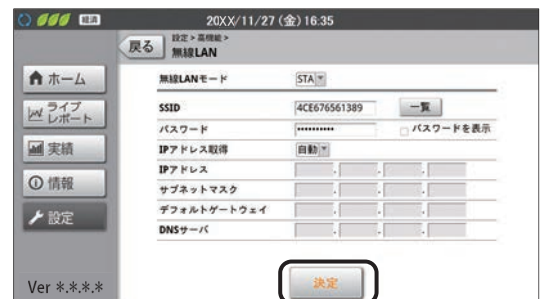 経済 20XX/11/27 (金) 16:35
戻る 設定 > 高機能 >
無線LAN
ホーム
ライブ
レポート
実績
情報
設定
Ver *.*.*.*
無線LANモード STA
SSID 4CE676561389 一覧
パスワード ********** パスワードを表示
IPアドレス取得 自動
IPアドレス . . .
サブネットマスク . . .
デフォルトゲートウェイ . . .
DNSサーバ . . .
決定